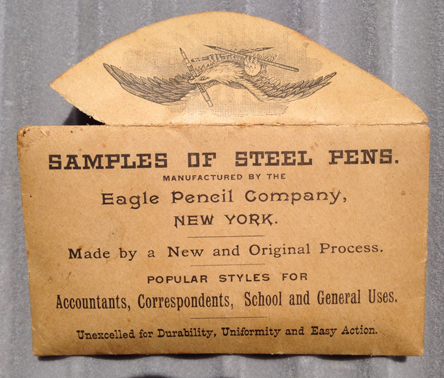 SAMPLES OF STEEL PENS.
MANUFACTURED BY THE
Eagle Pencil Company,
NEW YORK.
Made by a New and Original Process.
POPULAR STYLES FOR
Accountants, Correspondents, School and General Uses.
Unexcelled for Durability, Uniformity and Easy Action.